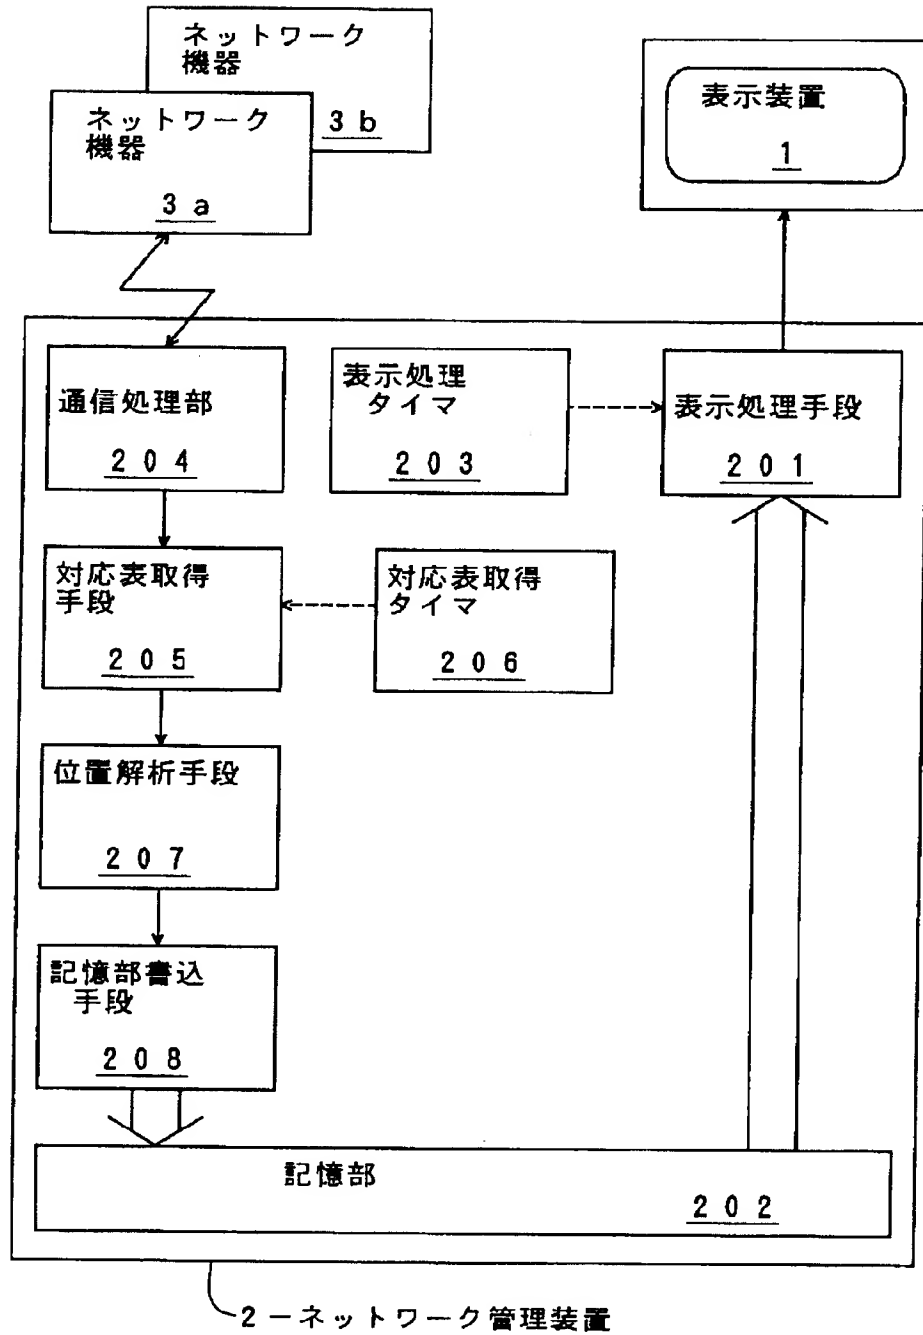 ネットワーク
機器
3b
ネットワーク
機器
3a
表示装置
1
通信処理部
204
表示処理
タイマ
203
表示処理手段
201
対応表取得
手段
205
対応表取得
タイマ
206
位置解析手段
207
記憶部書込
手段
208
記憶部
202
2-ネットワーク管理装置